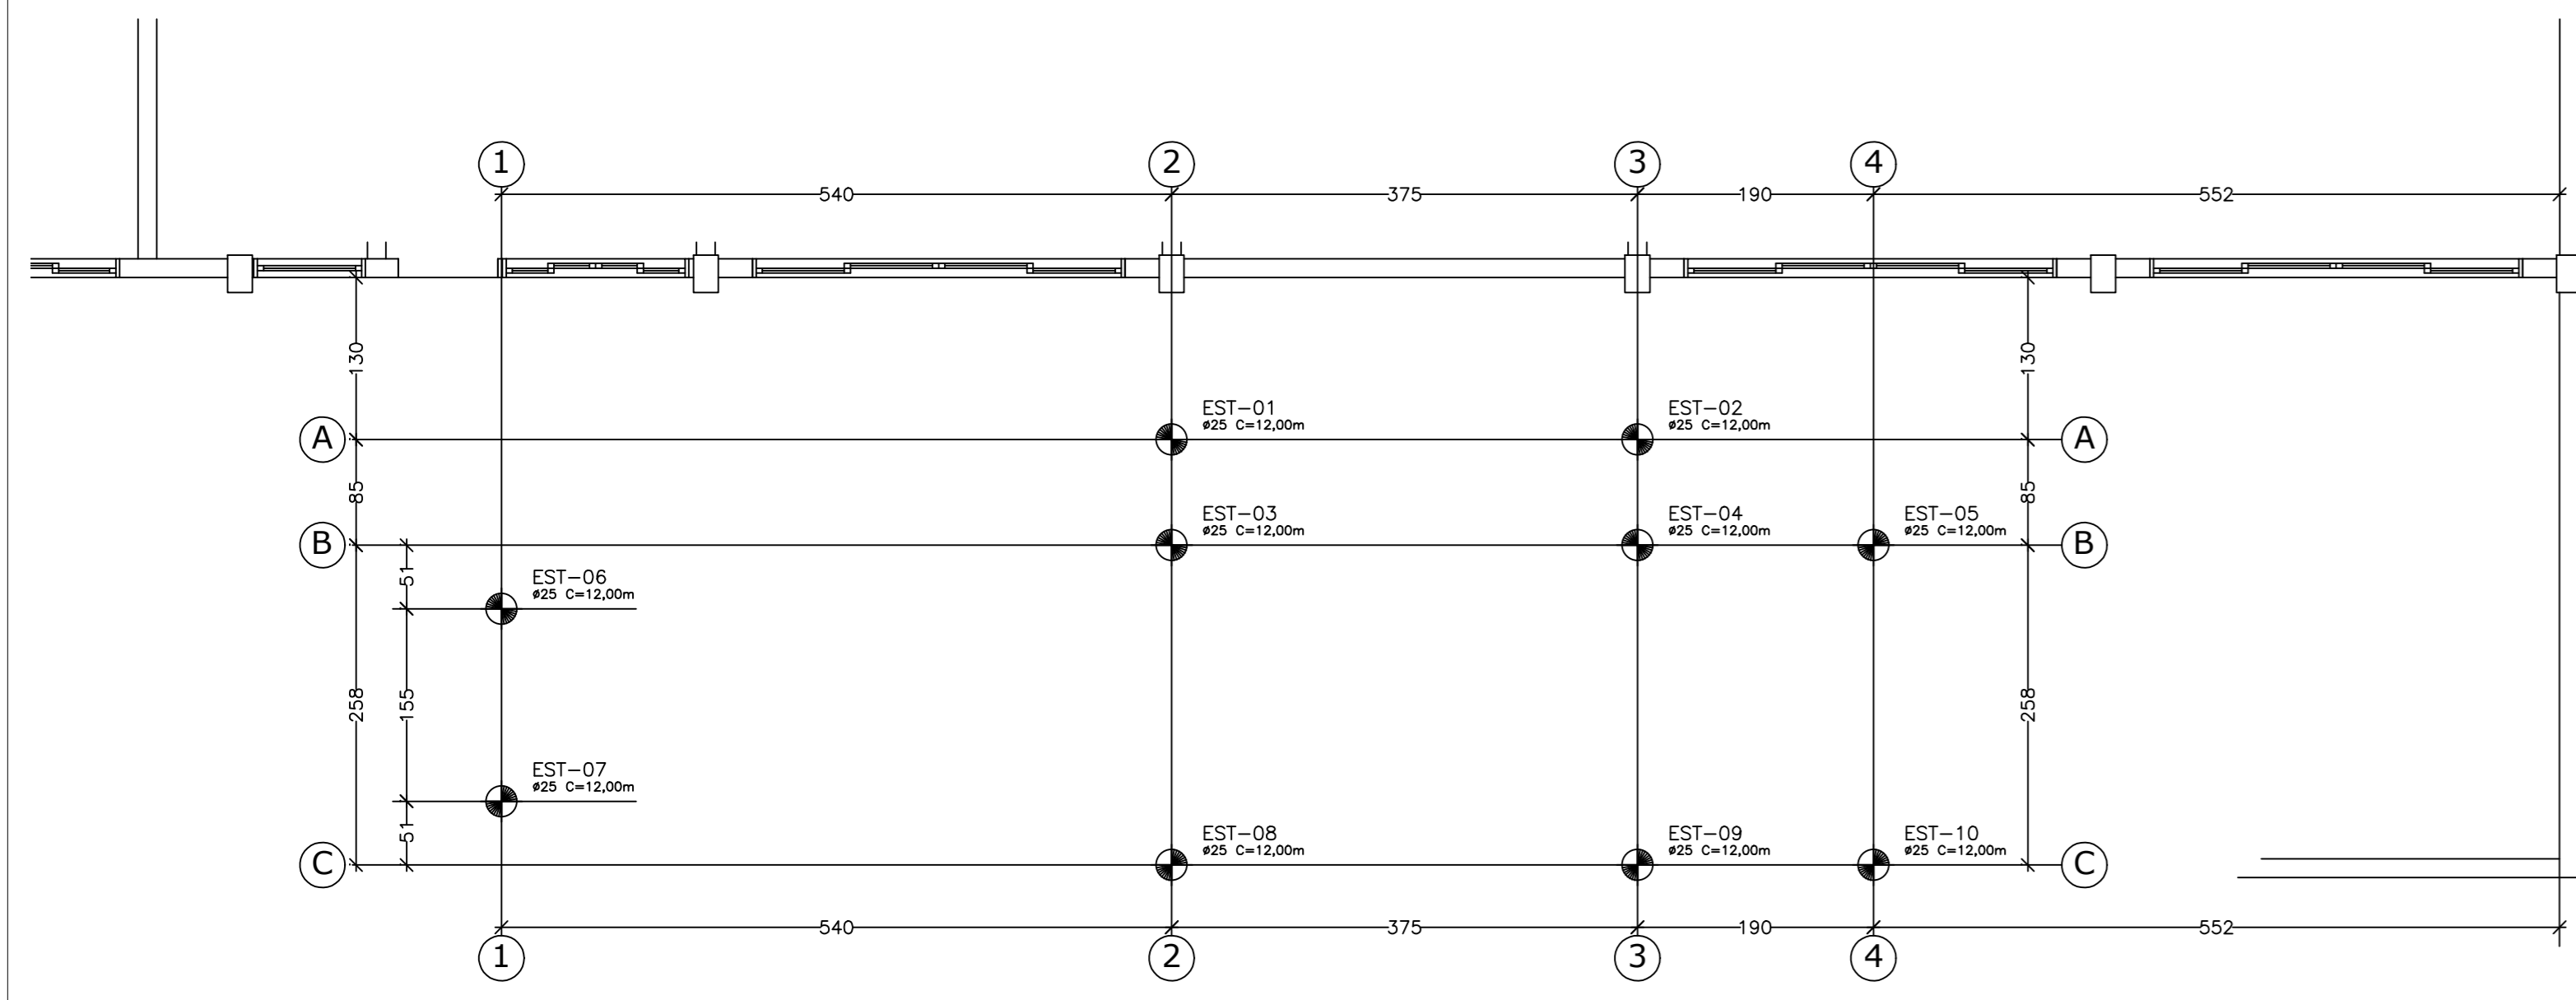 1
2
3
4
540
375
190
552
130
130
EST-01
ø25 C=12,00m
EST-02
ø25 C=12,00m
A
A
85
85
EST-03
ø25 C=12,00m
EST-04
ø25 C=12,00m
EST-05
ø25 C=12,00m
B
B
51
EST-06
ø25 C=12,00m
258
155
258
EST-07
ø25 C=12,00m
51
EST-08
ø25 C=12,00m
EST-09
ø25 C=12,00m
EST-10
ø25 C=12,00m
C
C
540
375
190
552
1
2
3
4